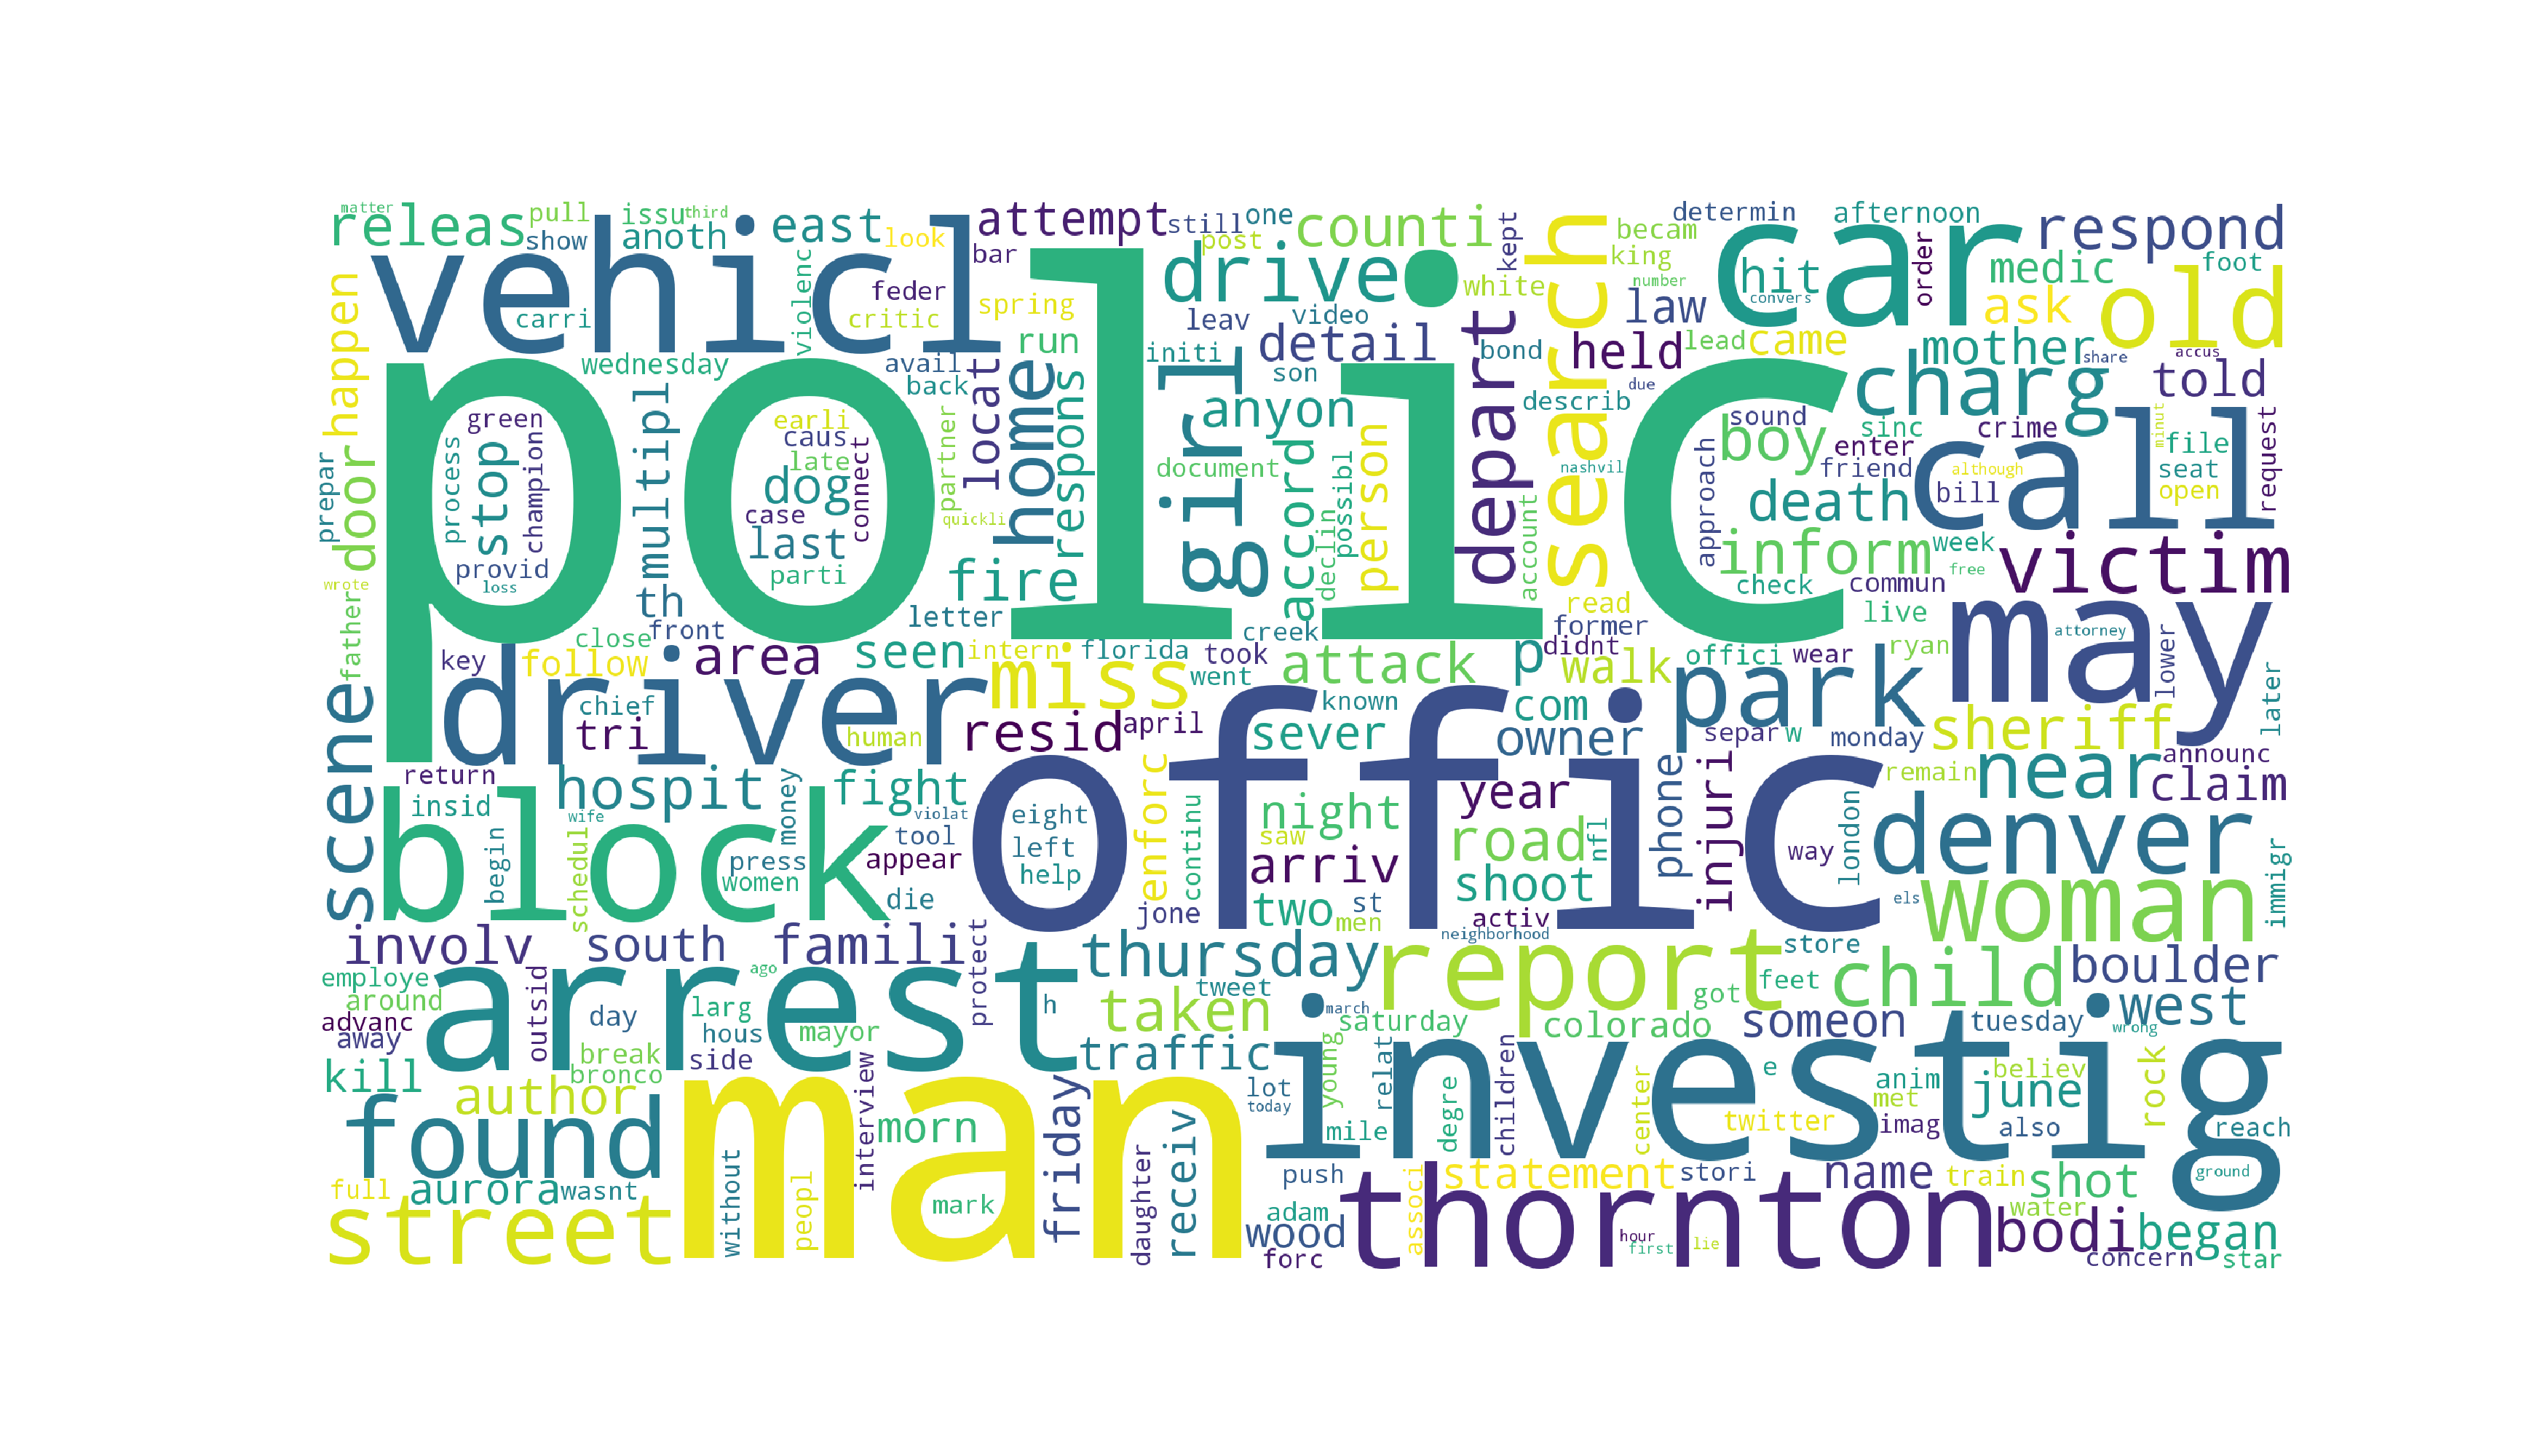 matter
releas
pull
show
issu
third
anoth
east
look
attempt
bar
still
one
post
counti
kept
determin
becam
king
afternoon
order
respond
vehicl
carri
violenc
feder
critic
spring
drive
leav
video
white
search
number
law
hit
convers
car
medic
foot
ask
old
happen
wednesday
avail
back
run
initi
detail
son
bond
held
lead
came
mother
share
accus
told
polic
green
champion
process
stop
provid
loss
multipl
th
earli
caus
late
dog
case
connect
last
parti
partner
quickli
locat
home
respons
fire
letter
girl
anyon
document
accord
declin
possibl
person
depart
describ
due
account
nashvil
read
former
approach
sound
boy
sinc
enter
friend
crime
charg
minut
file
seat
open
request
call
although
bill
death
inform
week
free
check
commun
live
victim
prepar
door
wrote
father
close
front
key
follow
chief
tri
area
seen
intern
florida
miss
took
went
creek
attack
known
p
didnt
com
walk
offici
wear
ryan
may
attorney
lower
later
scene
driver
human
resid
april
sever
owner
separ
w
monday
park
sheriff
remain
announc
return
insid
hospit
wife
money
fight
violat
tool
appear
offic
eight
left
help
enforc
continu
night
saw
arriv
year
road
nfl
shoot
phone
injuri
way
london
near
claim
denver
block
begin
schedul
press
women
die
jone
two
st
men
activ
els
woman
immigr
involv
south
famili
protect
thursday
neighborhood
report
store
feet
child
boulder
employe
around
advanc
away
outsid
day
larg
hous
mayor
ago
arrest
h
taken
tweet
march
saturday
got
colorado
someon
tuesday
wrong
west
kill
break
bronco
side
interview
traffic
lot
today
young
relat
children
degre
mile
investig
center
e
twitter
anim
met
imag
believ
june
also
rock
reach
author
found
man
morn
friday
receiv
push
statement
stori
name
train
water
shot
ground
full
aurora
wasnt
street
without
peopl
mark
daughter
adam
wood
forc
associ
thornton
hour
first
lie
bodi
began
concern
star